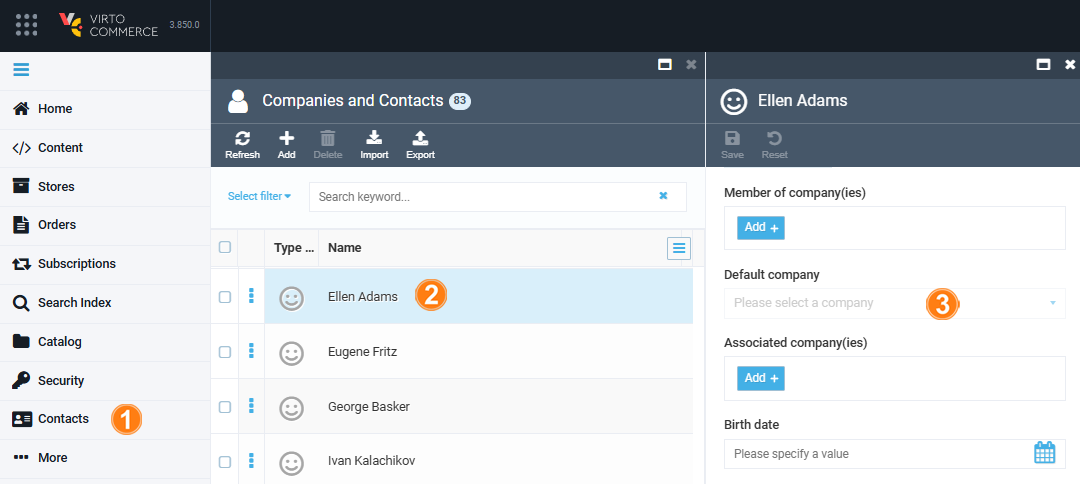 VIRTO
COMMERCE
3.850.0
Home
Content
Stores
Orders
Subscriptions
Search Index
Catalog
Security
Contacts
1
More
Companies and Contacts 83
Refresh Add Delete Import Export
Select filter Search keyword...
Type ... Name
Ellen Adams
2
Eugene Fritz
George Basker
Ivan Kalachikov
Ellen Adams
Save Reset
Member of company(ies)
Add +
Default company
Please select a company
3
Associated company(ies)
Add +
Birth date
Please specify a value